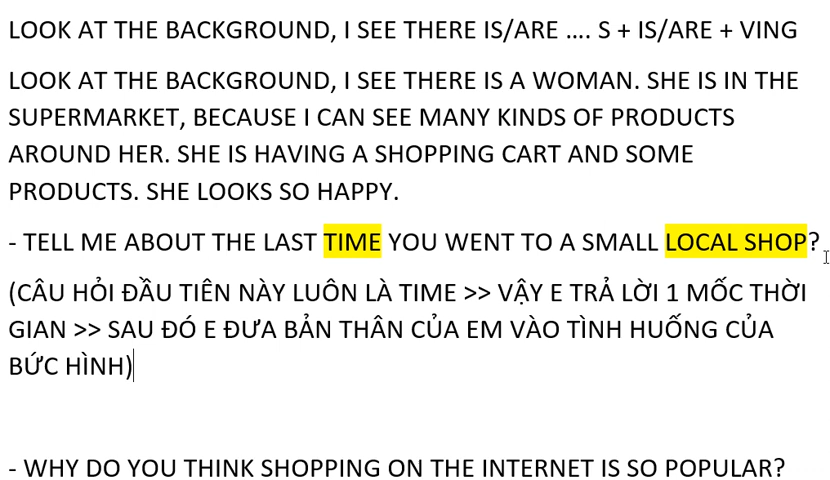 LOOK AT THE BACKGROUND, I SEE THERE IS/ARE .... S + IS/ARE + VING
LOOK AT THE BACKGROUND, I SEE THERE IS A WOMAN. SHE IS IN THE
SUPERMARKET, BECAUSE I CAN SEE MANY KINDS OF PRODUCTS
AROUND HER. SHE IS HAVING A SHOPPING CART AND SOME
PRODUCTS. SHE LOOKS SO HAPPY.
- TELL ME ABOUT THE LAST TIME YOU WENT TO A SMALL LOCAL SHOP?
(CÂU HỎI ĐẦU TIÊN NÀY LUÔN LÀ TIME >> VẬY E TRẢ LỜI 1 MỐC THỜI
GIAN >> SAU ĐÓ E ĐƯA BẢN THÂN CỦA EM VÀO TÌNH HUỐNG CỦA
BỨC HÌNH)
- WHY DO YOU THINK SHOPPING ON THE INTERNET IS SO POPULAR?